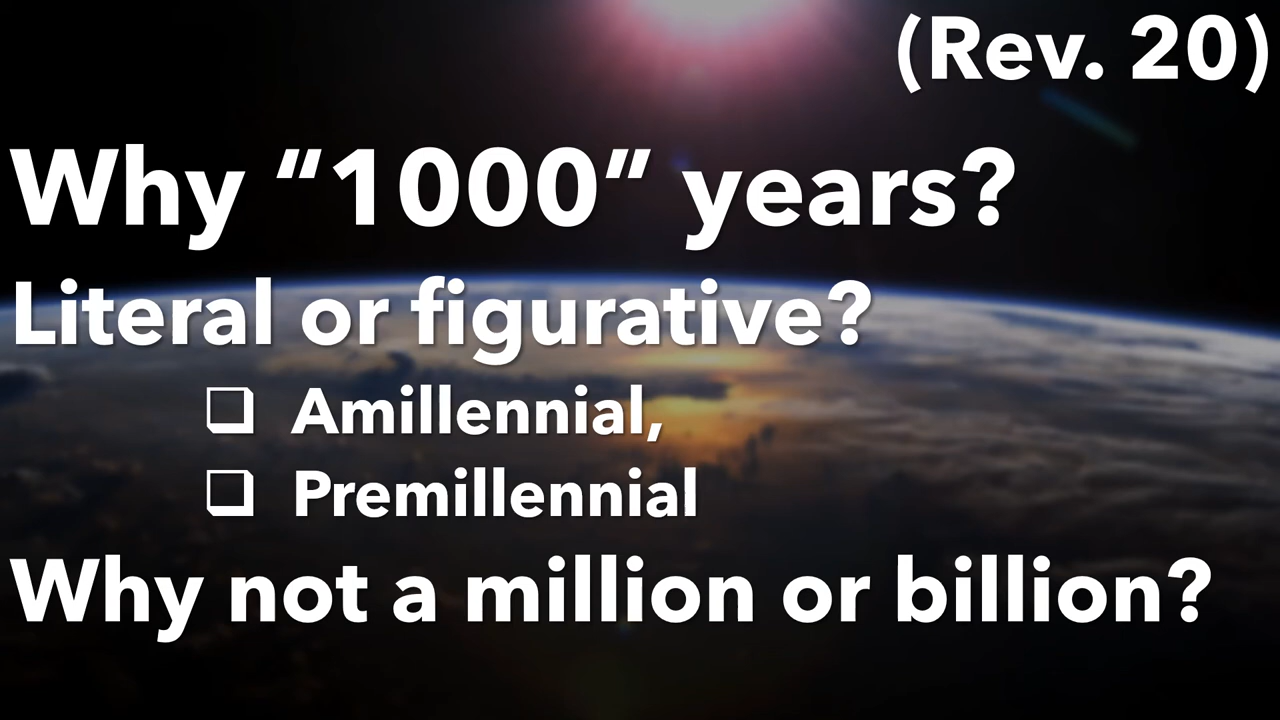 (Rev. 20)
Why “1000” years?
Literal or figurative?
❑ Amillennial,
❑ Premillennial
Why not a million or billion?